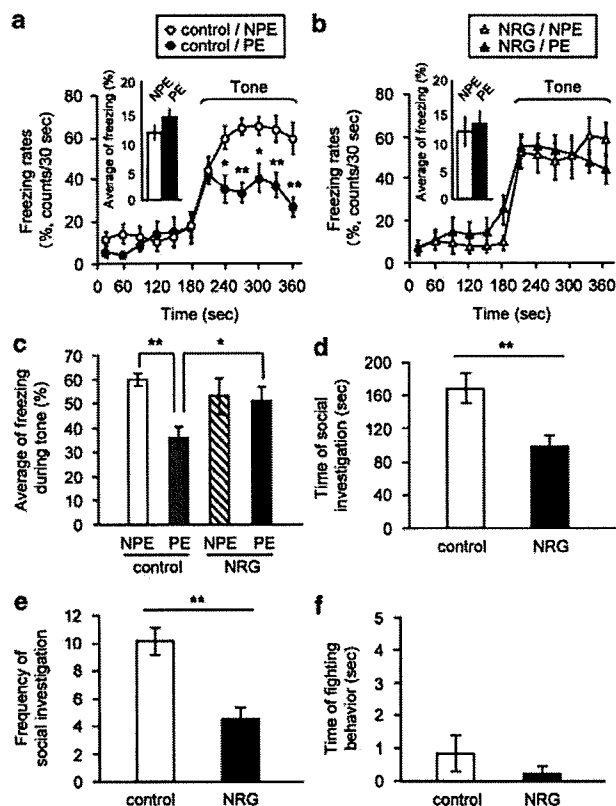 a
control / NPE
control / PE
b
NRG / NPE
NRG / PE
Freezing rates
(%, counts/30 sec)
80
60
40
20
0
Average of freezing (%)
15
10
5
0
NPE
PE
Tone
*
**
*
**
**
0 60 120 180 240 300 360
Time (sec)
Freezing rates
(%, counts/30 sec)
80
60
40
20
0
Average of freezing (%)
15
10
5
0
NPE
PE
Tone
0 60 120 180 240 300 360
Time (sec)
c
Average of freezing
during tone (%)
70
60
50
40
30
20
10
0
**
*
NPE PE NPE PE
control NRG
d
Time of social
investigation (sec)
200
160
120
80
40
0
**
control NRG
e
Frequency of
social investigation
12
10
8
6
4
2
0
**
control NRG
f
Time of fighting
behavior (sec)
5
4
3
2
1
0
control NRG